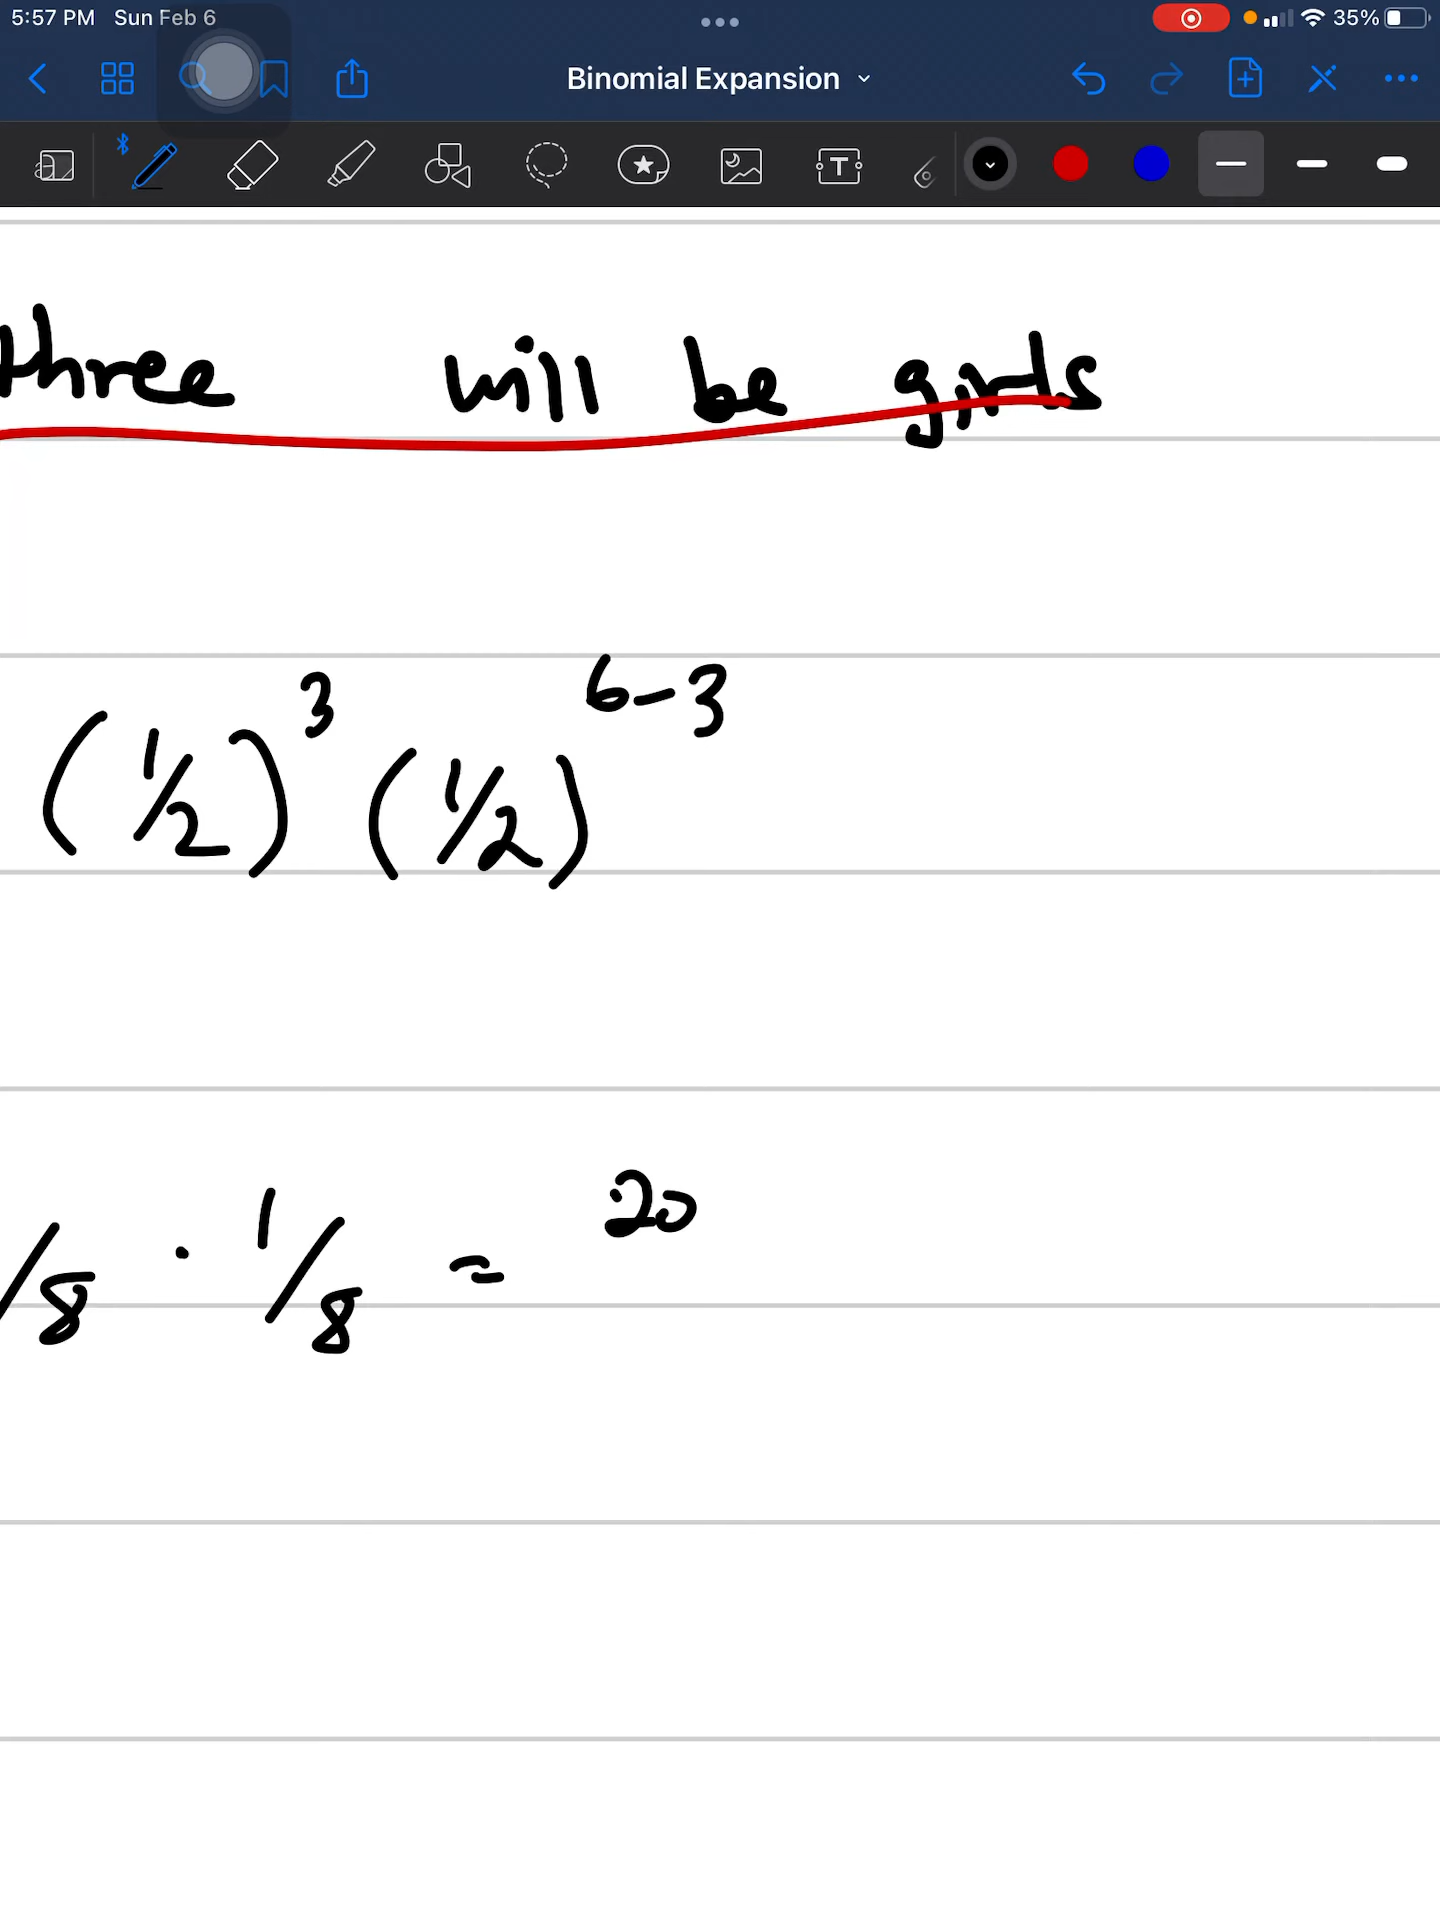 5:57 PM Sun Feb 6
35%
Binomial Expansion
three will be girls
(1/2)^3 (1/2)^6-3
/8 · 1/8 = 20